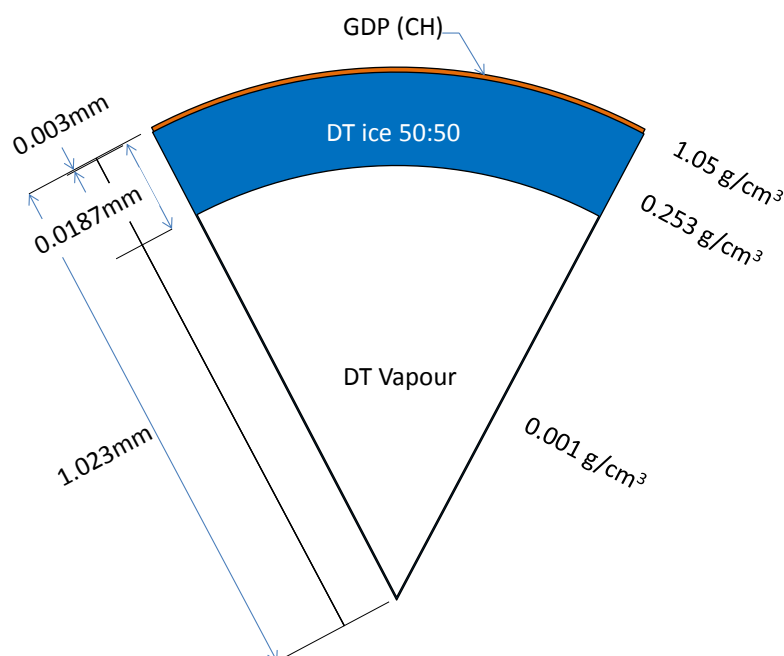 GDP (CH)
0.003mm
DT ice 50:50
1.05 g/cm³
0.0187mm
0.253 g/cm³
DT Vapour
1.023mm
0.001 g/cm³